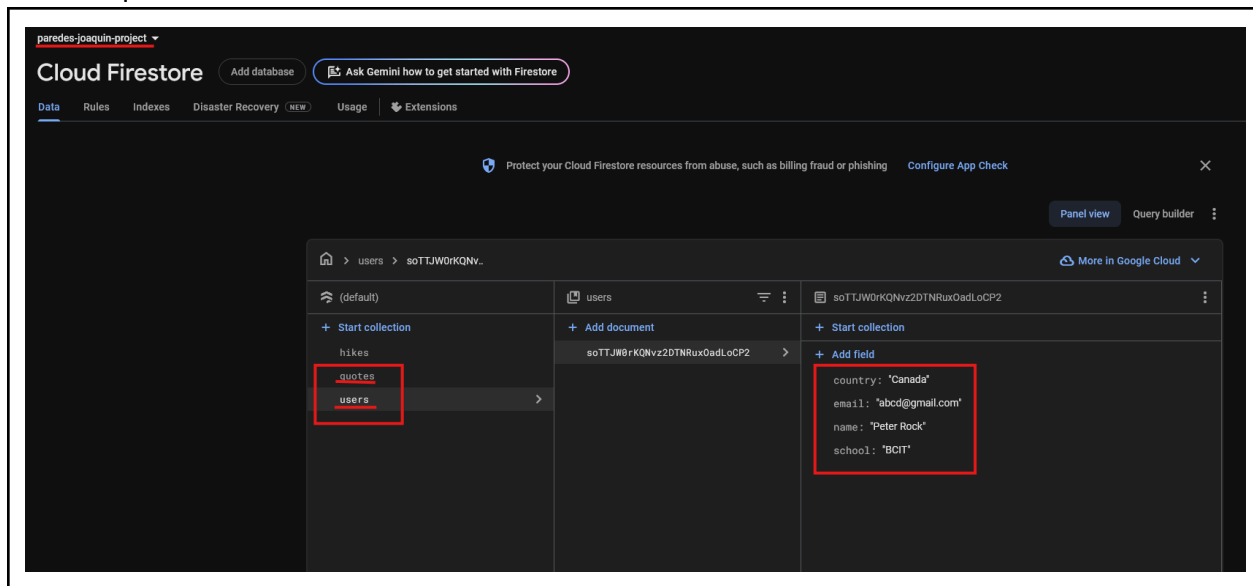 paredes-joaquin-project
Cloud Firestore Add database Ask Gemini how to get started with Firestore
Data Rules Indexes Disaster Recovery NEW Usage Extensions
Protect your Cloud Firestore resources from abuse, such as billing fraud or phishing Configure App Check
Panel view Query builder
users > soTTJW0rKQNv…
More in Google Cloud
(default)
users
soTTJW0rKQNvz2DTNRuxOadLoCP2
+ Start collection
+ Add document
+ Start collection
hikes
quotes
users
soTTJW0rKQNvz2DTNRuxOadLoCP2
+ Add field
country: "Canada"
email: "abcd@gmail.com"
name: "Peter Rock"
school: "BCIT"